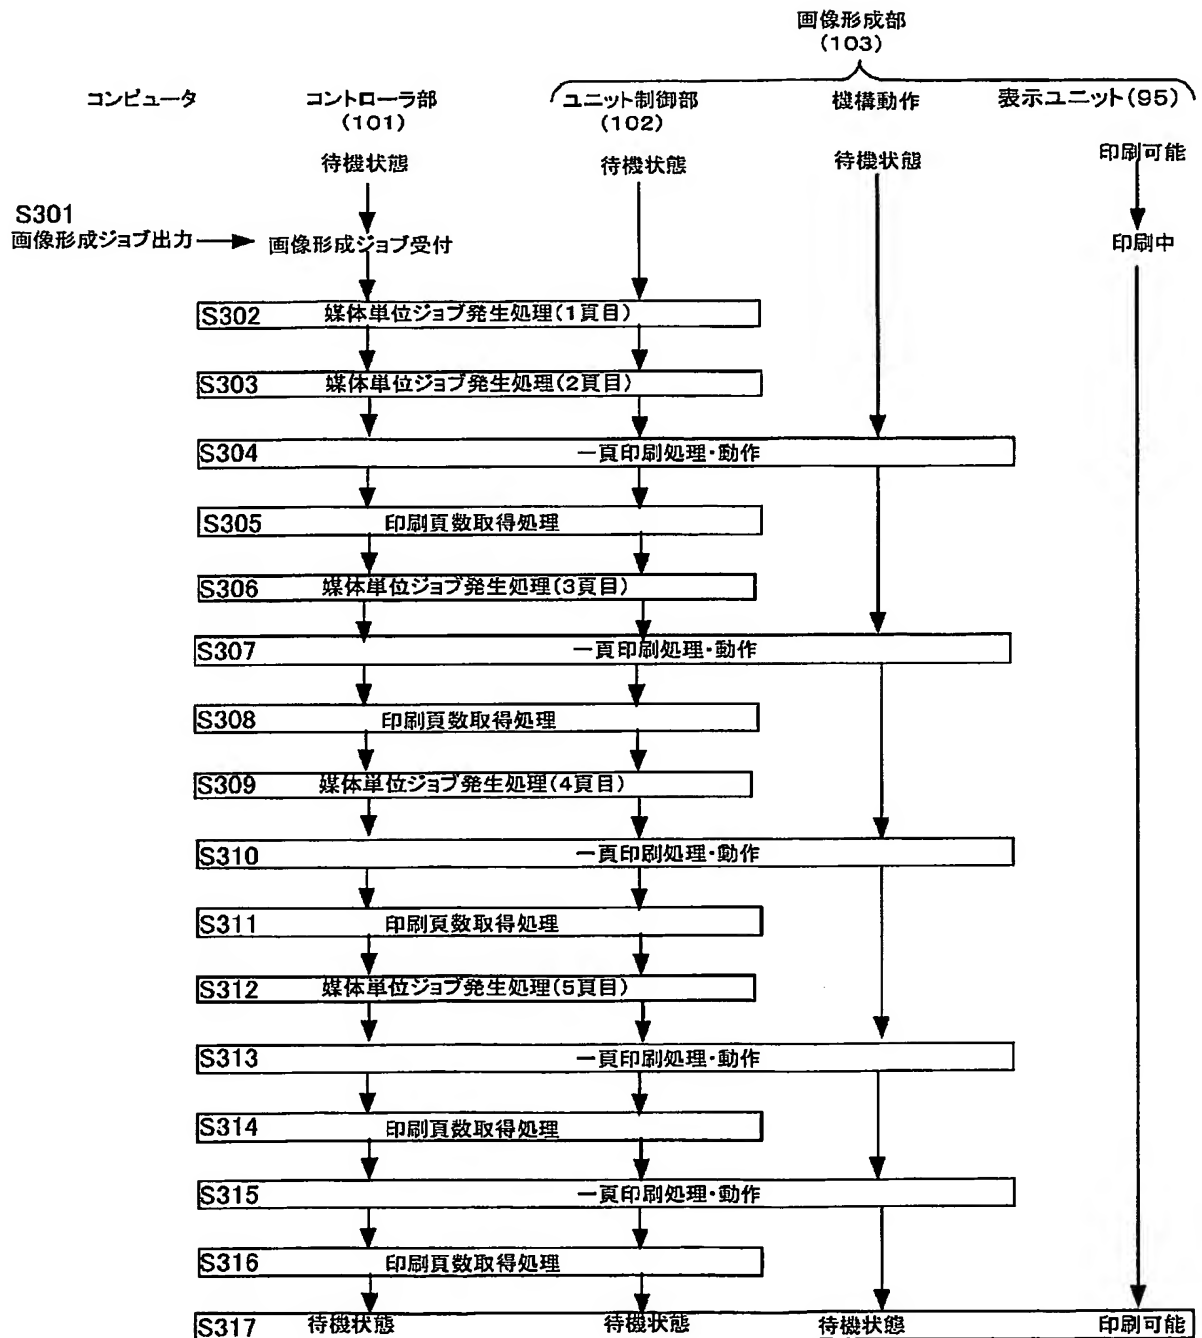 画像形成部
(103)
コンピュータ
コントローラ部
(101)
ユニット制御部
(102)
機構動作
表示ユニット(95)
待機状態
待機状態
待機状態
印刷可能
S301
画像形成ジョブ出力
画像形成ジョブ受付
印刷中
S302 媒体単位ジョブ発生処理(1頁目)
S303 媒体単位ジョブ発生処理(2頁目)
S304 一頁印刷処理・動作
S305 印刷頁数取得処理
S306 媒体単位ジョブ発生処理(3頁目)
S307 一頁印刷処理・動作
S308 印刷頁数取得処理
S309 媒体単位ジョブ発生処理(4頁目)
S310 一頁印刷処理・動作
S311 印刷頁数取得処理
S312 媒体単位ジョブ発生処理(5頁目)
S313 一頁印刷処理・動作
S314 印刷頁数取得処理
S315 一頁印刷処理・動作
S316 印刷頁数取得処理
S317 待機状態 待機状態 待機状態 印刷可能